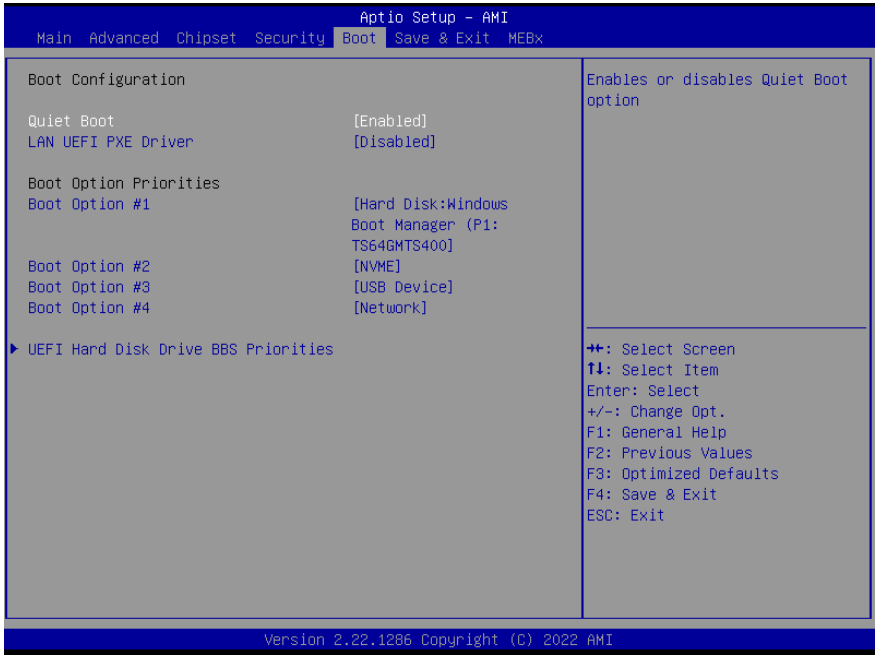 Aptio Setup – AMI
Main Advanced Chipset Security Boot Save & Exit MEBx
Boot Configuration
Quiet Boot [Enabled]
LAN UEFI PXE Driver [Disabled]
Boot Option Priorities
Boot Option #1 [Hard Disk:Windows
Boot Manager (P1:
TS64GMTS400]
Boot Option #2 [NVME]
Boot Option #3 [USB Device]
Boot Option #4 [Network]
▶ UEFI Hard Disk Drive BBS Priorities
Enables or disables Quiet Boot
option
→←: Select Screen
↑↓: Select Item
Enter: Select
+/-: Change Opt.
F1: General Help
F2: Previous Values
F3: Optimized Defaults
F4: Save & Exit
ESC: Exit
Version 2.22.1286 Copyright (C) 2022 AMI